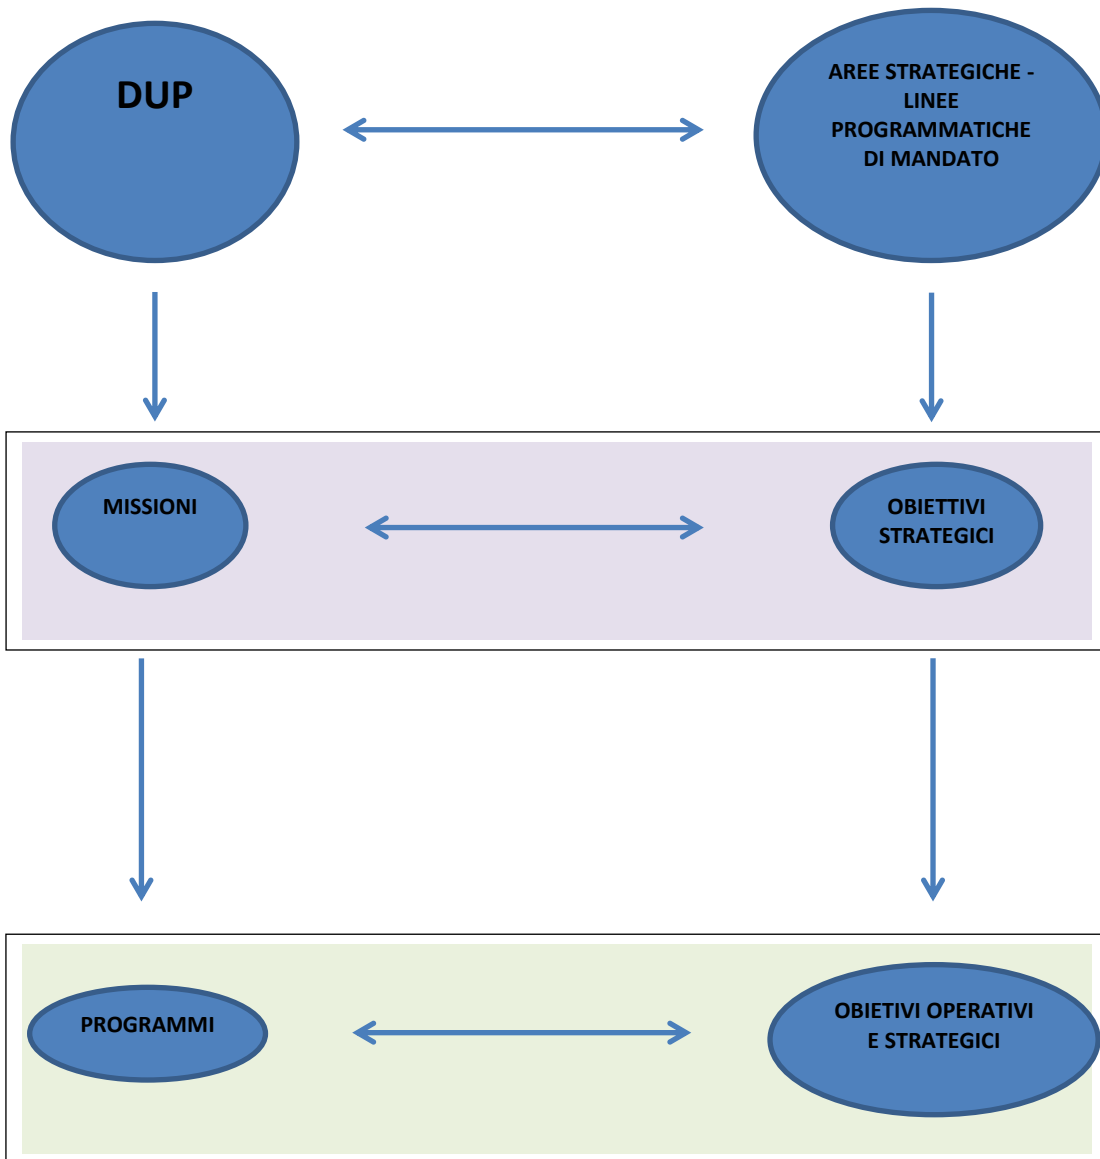 DUP
AREE STRATEGICHE -
LINEE
PROGRAMMATICHE
DI MANDATO
MISSIONI
OBIETTIVI
STRATEGICI
PROGRAMMI
OBIETIVI OPERATIVI
E STRATEGICI